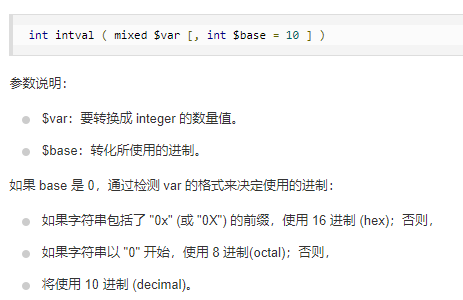 int intval ( mixed $var [, int $base = 10 ] )
参数说明：
$var：要转换成 integer 的数量值。
$base：转化所使用的进制。
如果 base 是 0，通过检测 var 的格式来决定使用的进制：
如果字符串包括了 "0x" (或 "0X") 的前缀，使用 16 进制 (hex)；否则，
如果字符串以 "0" 开始，使用 8 进制(octal)；否则，
将使用 10 进制 (decimal)。